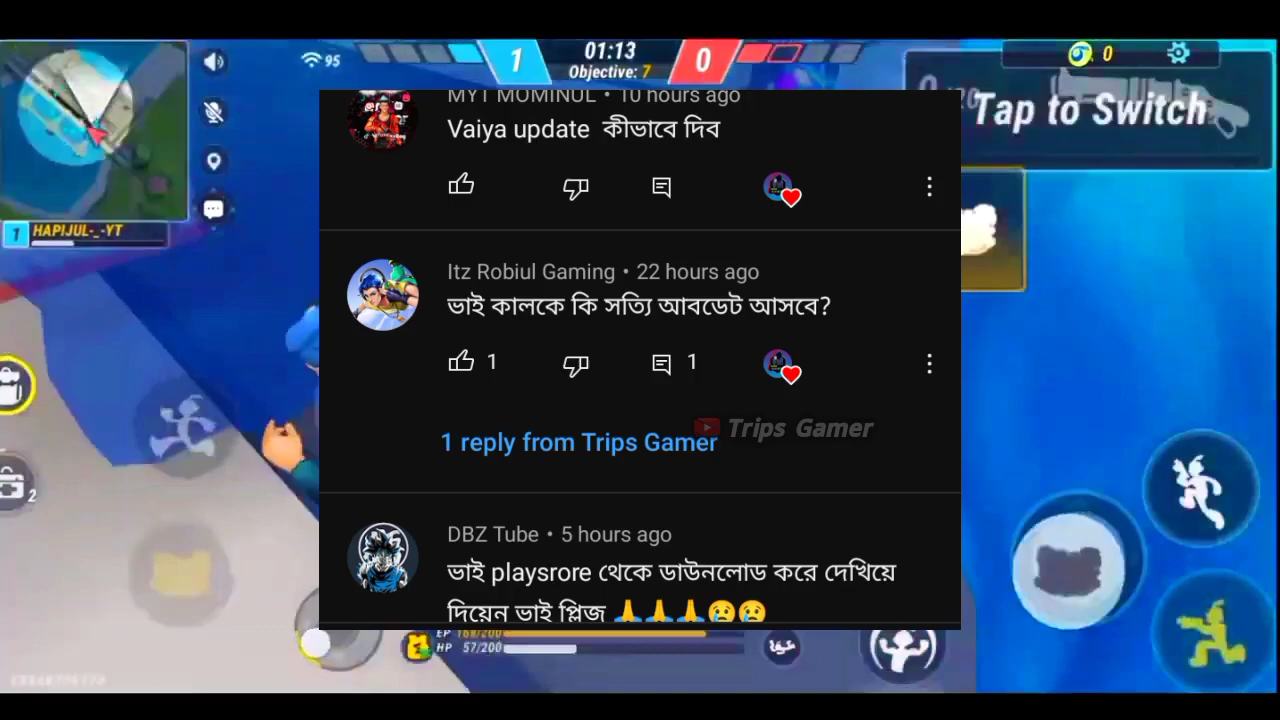 95
1
01:13
Objective: 7
0
0
Tap to Switch
1 HAPIJUL-_-YT
MYT MOMINUL • 10 hours ago
Vaiya update কীভাবে দিব
Itz Robiul Gaming • 22 hours ago
ভাই কালকে কি সত্যি আবডেট আসবে?
1
1
Trips Gamer
1 reply from Trips Gamer
2
DBZ Tube • 5 hours ago
ভাই playsrore থেকে ডাউনলোড করে দেখিয়ে
দিয়েন ভাই প্লিজ 🙏🙏🙏😢😢
EP 168/200
HP 57/200